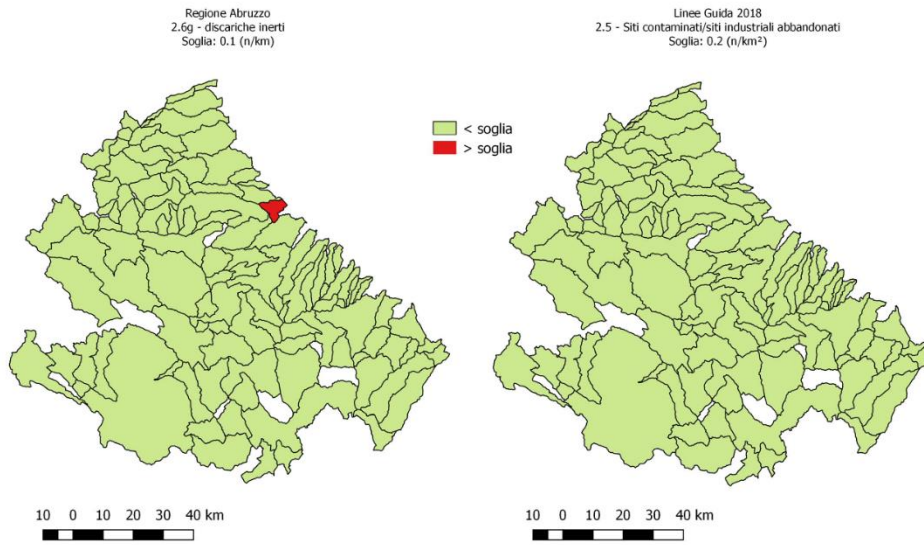 Regione Abruzzo
2.6g - discariche inerti
Soglia: 0.1 (n/km)
Linee Guida 2018
2.5 - Siti contaminati/siti industriali abbandonati
Soglia: 0.2 (n/km²)
< soglia
> soglia
10 0 10 20 30 40 km
10 0 10 20 30 40 km